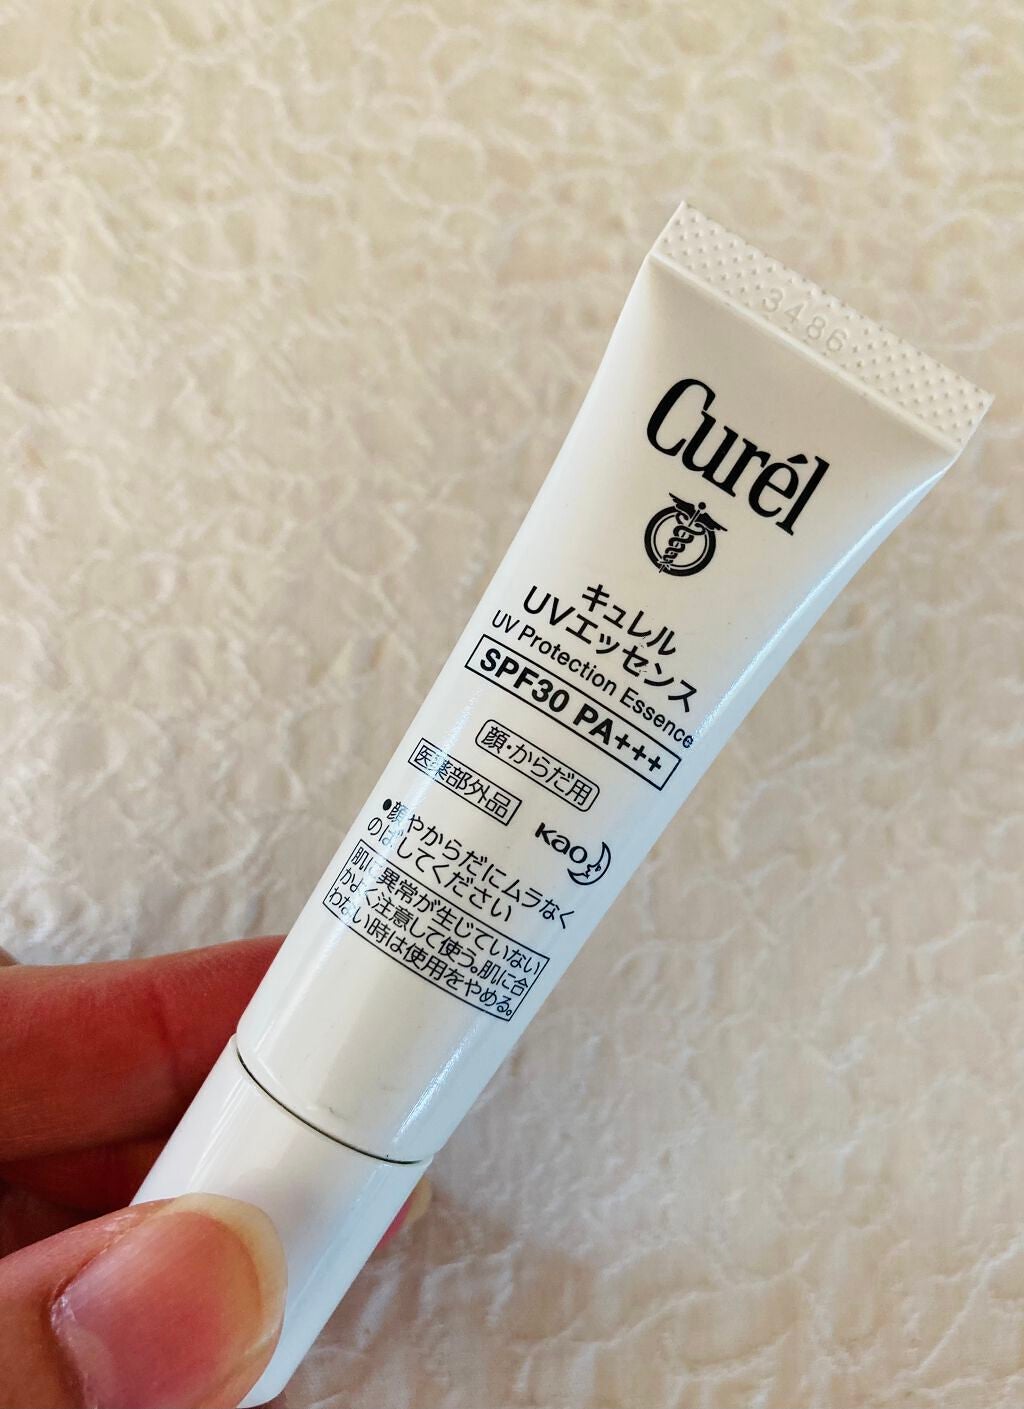 3486
Curél
キュレル
UVエッセンス
UV Protection Essence
SPF30 PA+++
顔・からだ用
医薬部外品
Kao
●顔やからだにムラなく
のばしてください
肌に異常が生じていない
かよく注意して使う。肌に合
わない時は使用をやめる。